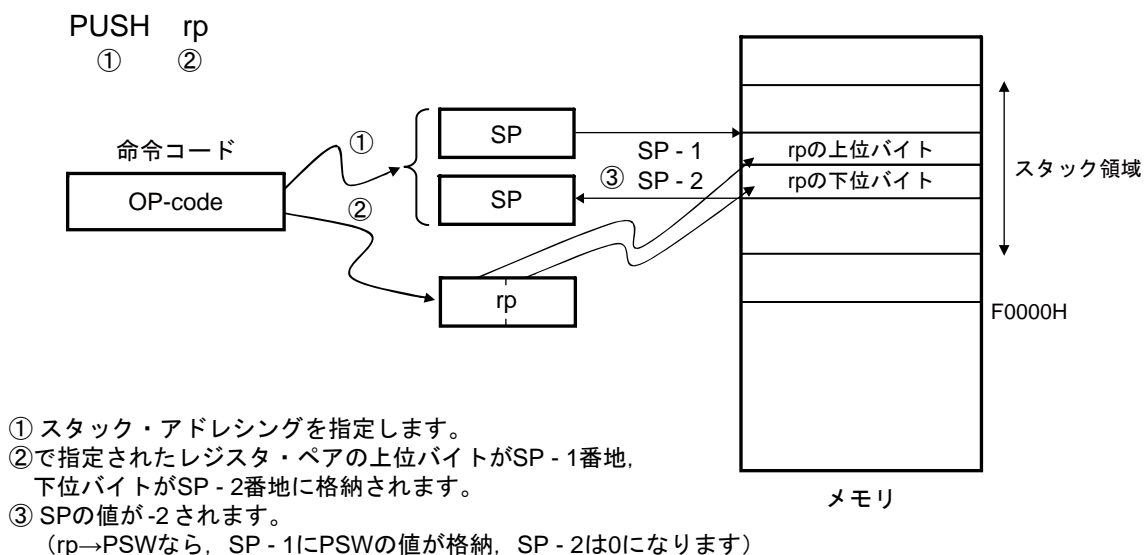 PUSH rp
① ②
命令コード
OP-code
①
②
SP
SP
rp
SP - 1
③ SP - 2
rpの上位バイト
rpの下位バイト
スタック領域
F0000H
メモリ
① スタック・アドレシングを指定します。
②で指定されたレジスタ・ペアの上位バイトがSP - 1番地,
下位バイトがSP - 2番地に格納されます。
③ SPの値が -2 されます。
（rp→PSWなら, SP - 1にPSWの値が格納, SP - 2は0になります）